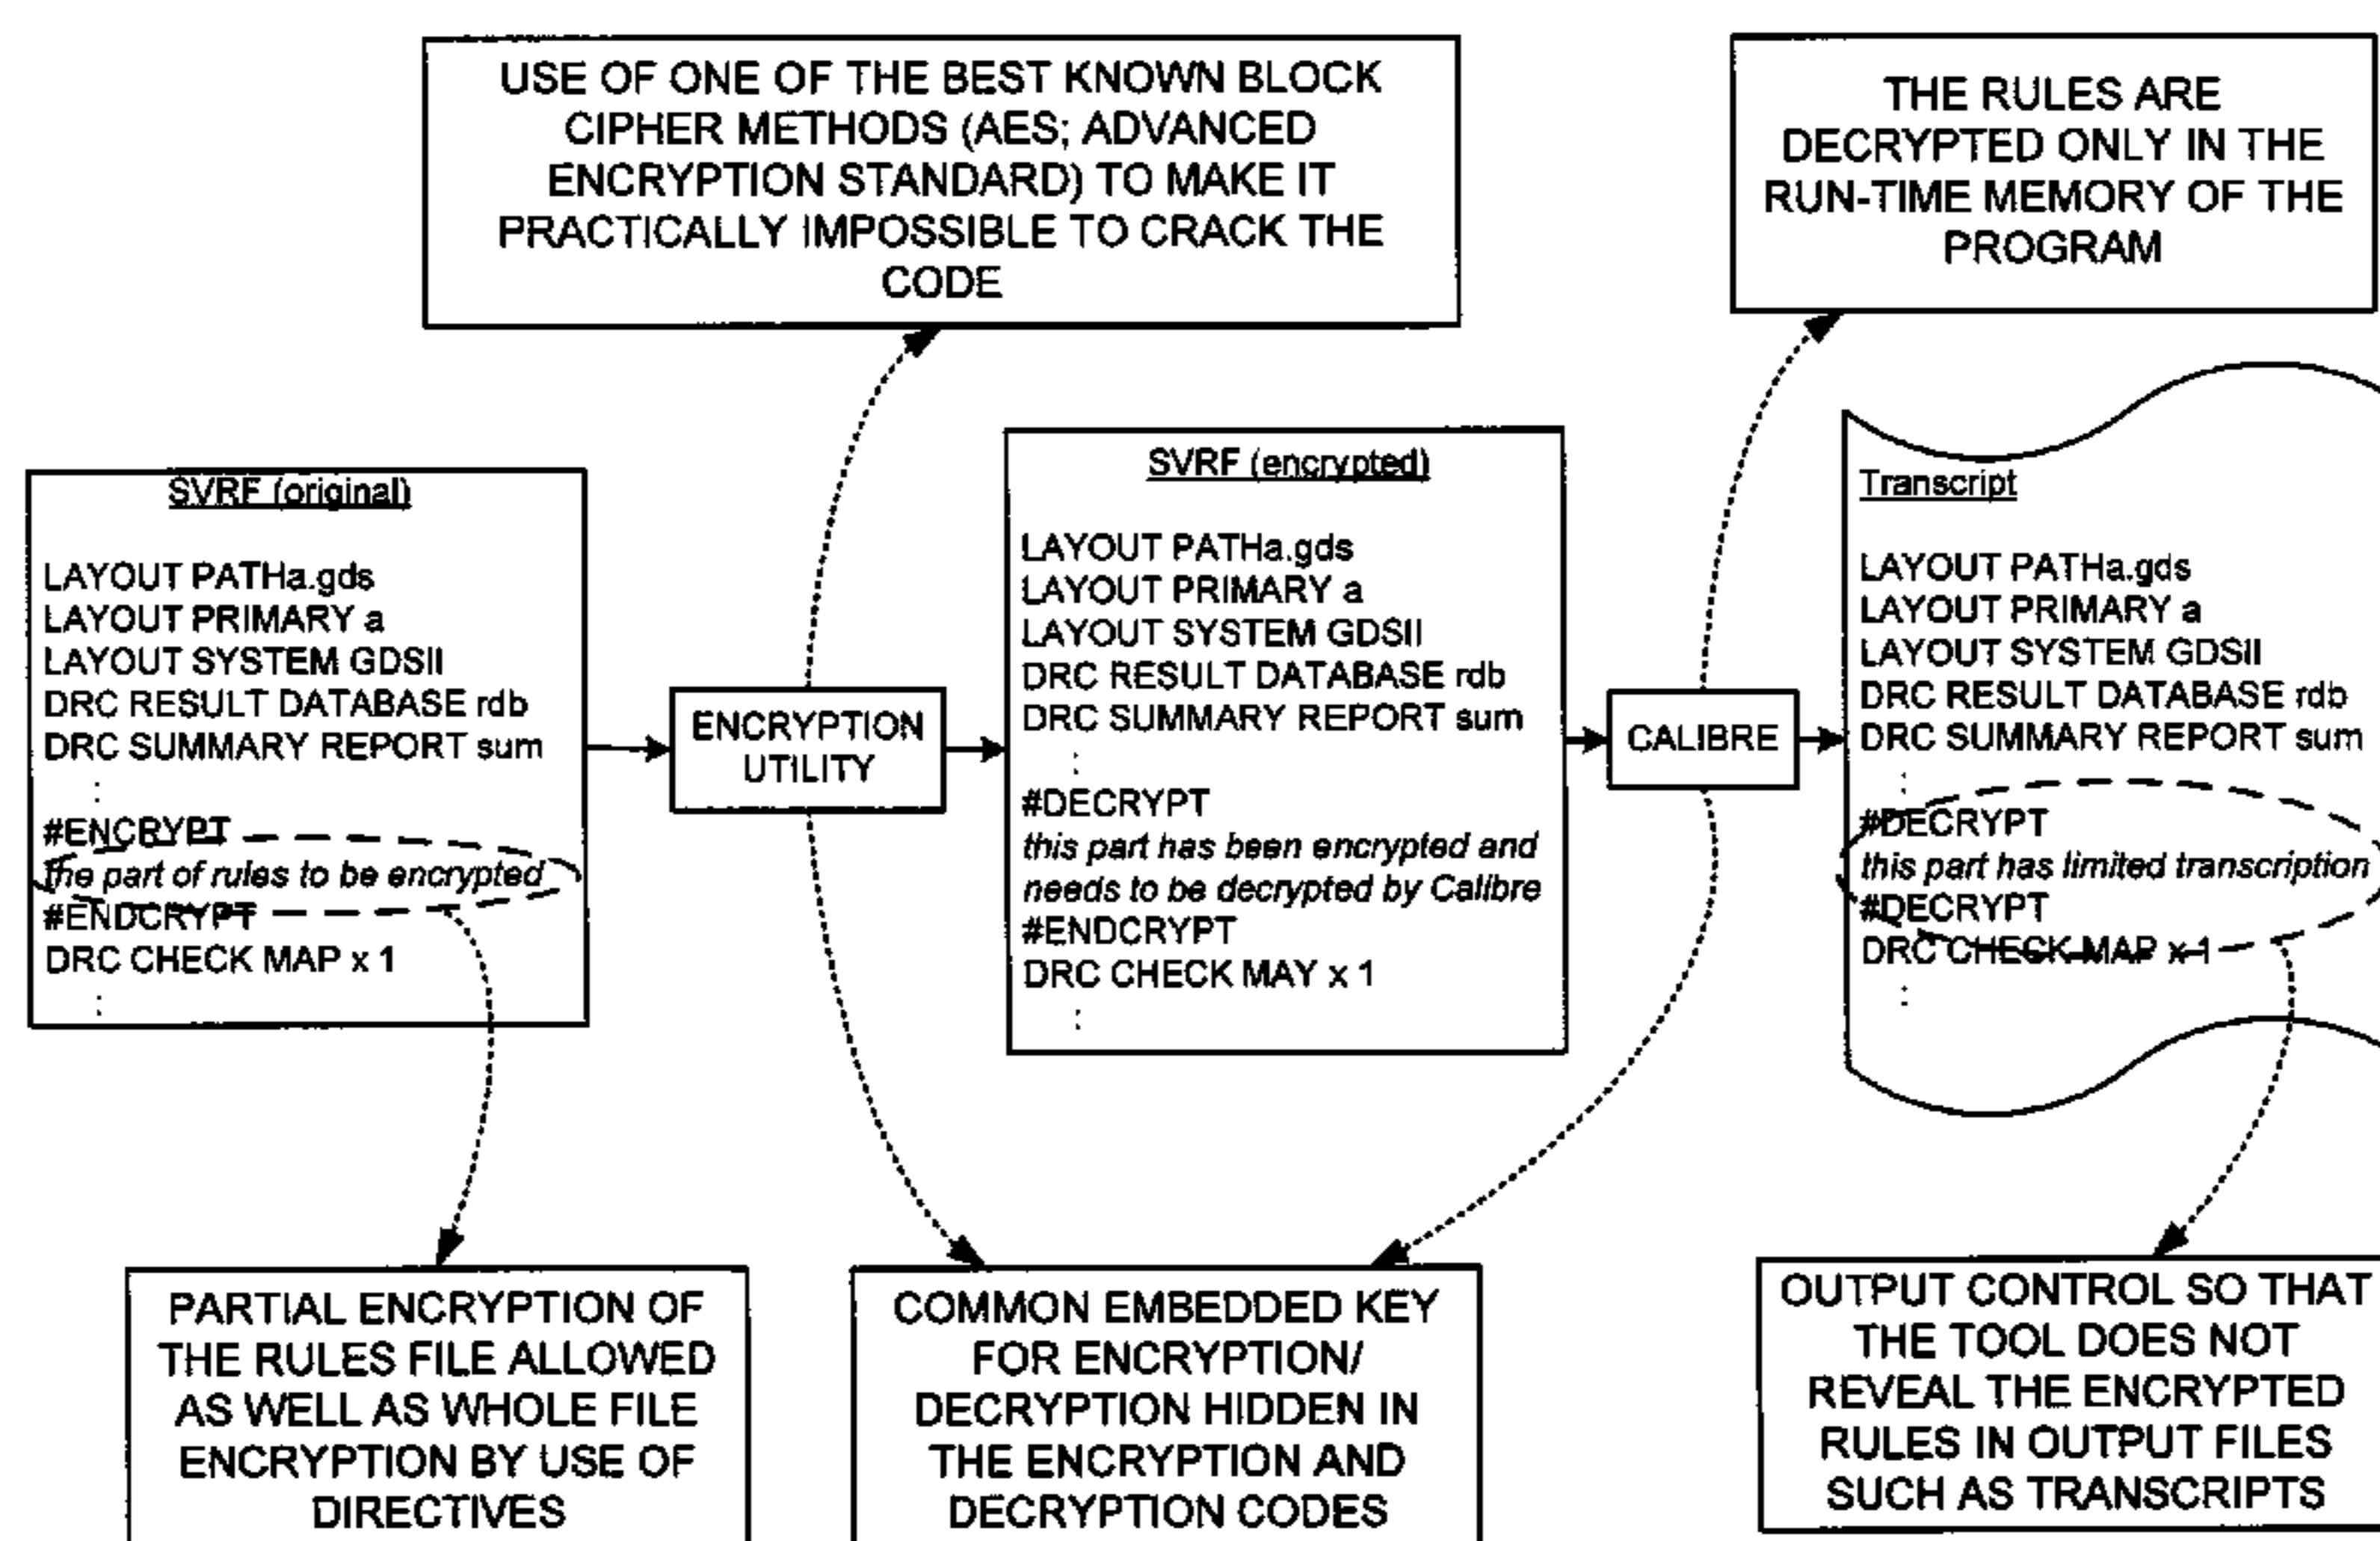 USE OF ONE OF THE BEST KNOWN BLOCK
CIPHER METHODS (AES; ADVANCED
ENCRYPTION STANDARD) TO MAKE IT
PRACTICALLY IMPOSSIBLE TO CRACK THE
CODE
THE RULES ARE
DECRYPTED ONLY IN THE
RUN-TIME MEMORY OF THE
PROGRAM
SVRF (original)
LAYOUT PATHa.gds
LAYOUT PRIMARY a
LAYOUT SYSTEM GDSII
DRC RESULT DATABASE rdb
DRC SUMMARY REPORT sum
:
#ENCRYPT
the part of rules to be encrypted
#ENDCRYPT
DRC CHECK MAP x 1
:
ENCRYPTION
UTILITY
SVRF (encrypted)
LAYOUT PATHa.gds
LAYOUT PRIMARY a
LAYOUT SYSTEM GDSII
DRC RESULT DATABASE rdb
DRC SUMMARY REPORT sum
:
#DECRYPT
this part has been encrypted and
needs to be decrypted by Calibre
#ENDCRYPT
DRC CHECK MAY x 1
:
CALIBRE
Transcript
LAYOUT PATHa.gds
LAYOUT PRIMARY a
LAYOUT SYSTEM GDSII
DRC RESULT DATABASE rdb
DRC SUMMARY REPORT sum
:
#DECRYPT
this part has limited transcription
#DECRYPT
DRC CHECK MAP x 1
:
PARTIAL ENCRYPTION OF
THE RULES FILE ALLOWED
AS WELL AS WHOLE FILE
ENCRYPTION BY USE OF
DIRECTIVES
COMMON EMBEDDED KEY
FOR ENCRYPTION/
DECRYPTION HIDDEN IN
THE ENCRYPTION AND
DECRYPTION CODES
OUTPUT CONTROL SO THAT
THE TOOL DOES NOT
REVEAL THE ENCRYPTED
RULES IN OUTPUT FILES
SUCH AS TRANSCRIPTS